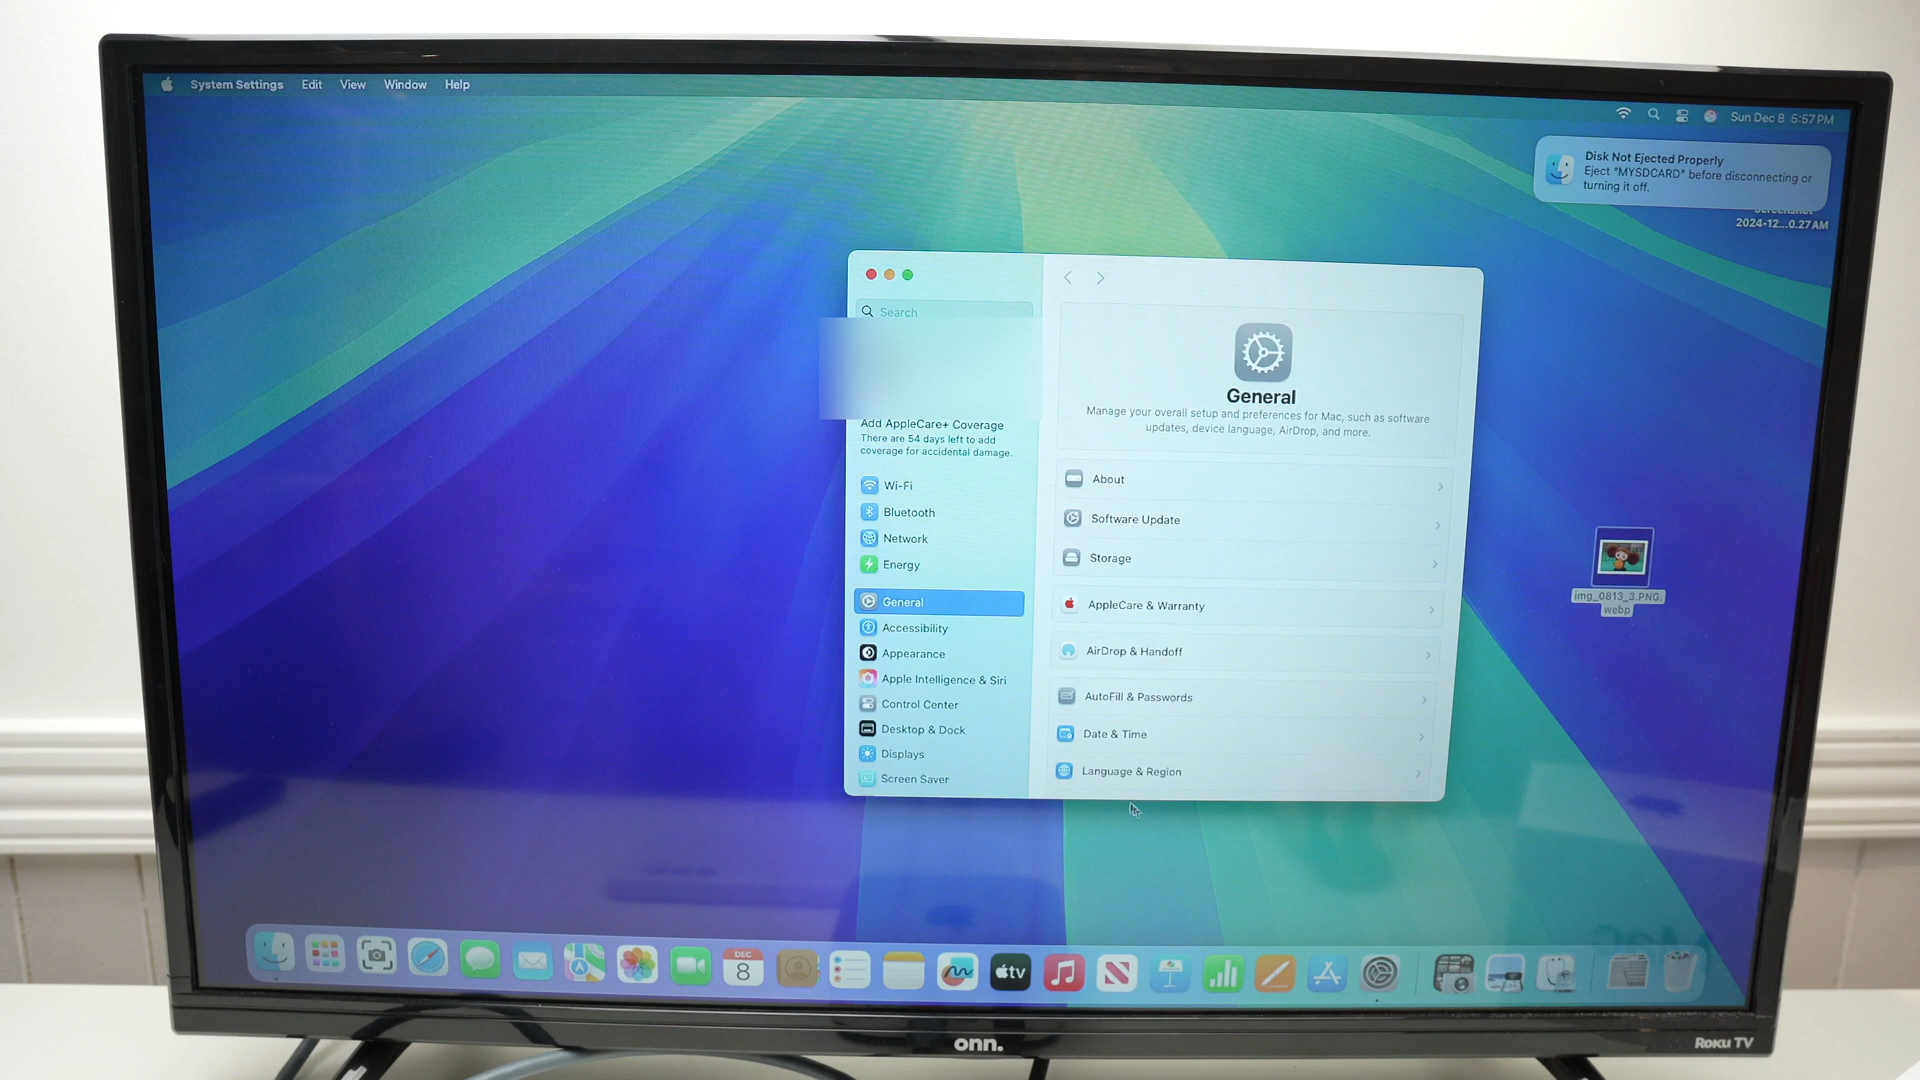 System Settings Edit View Window Help
Sun Dec 8 5:57 PM
Disk Not Ejected Properly
Eject "MYSDCARD" before disconnecting or
turning it off.
Screenshot
2024-12...0.27 AM
Search
General
Manage your overall setup and preferences for Mac, such as software
updates, device language, AirDrop, and more.
Add AppleCare+ Coverage
There are 54 days left to add
coverage for accidental damage.
Wi-Fi
Bluetooth
Network
Energy
General
Accessibility
Appearance
Apple Intelligence & Siri
Control Center
Desktop & Dock
Displays
Screen Saver
About
Software Update
Storage
AppleCare & Warranty
AirDrop & Handoff
AutoFill & Passwords
Date & Time
Language & Region
img_0813_3.PNG.
webp
DEC
8
tv
onn.
Roku TV